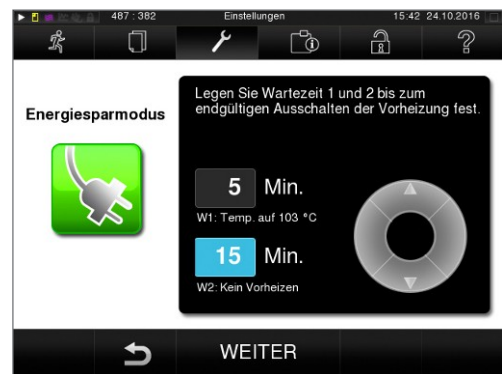 487 : 382 Einstellungen 15:42 24.10.2016
Energiesparmodus
Legen Sie Wartezeit 1 und 2 bis zum
endgültigen Ausschalten der Vorheizung fest.
5 Min.
W1: Temp. auf 103 °C
15 Min.
W2: Kein Vorheizen
WEITER